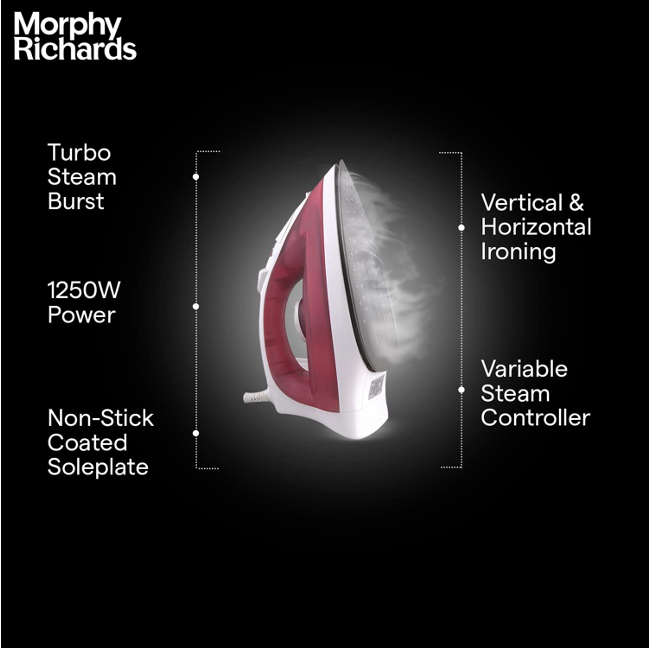 Morphy
Richards
Turbo
Steam
Burst
1250W
Power
Non-Stick
Coated
Soleplate
Vertical &
Horizontal
Ironing
Variable
Steam
Controller